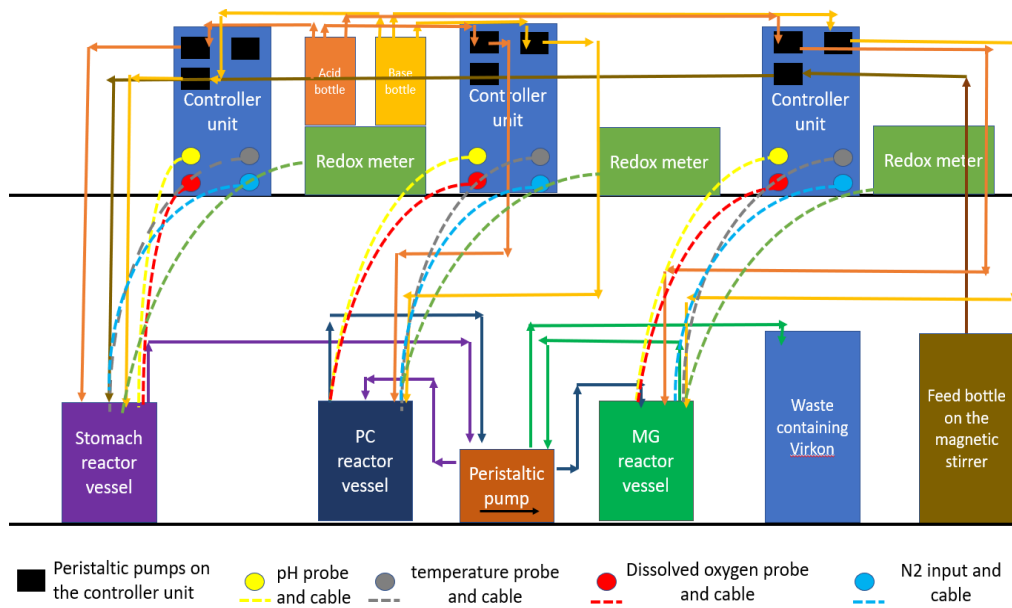 Acid
bottle
Base
bottle
Controller
unit
Controller
unit
Controller
unit
Redox meter
Redox meter
Redox meter
Stomach
reactor
vessel
PC
reactor
vessel
Peristaltic
pump
MG
reactor
vessel
Waste
containing
Virkon
Feed bottle
on the
magnetic
stirrer
Peristaltic pumps on
the controller unit
pH probe
and cable
temperature probe
and cable
Dissolved oxygen probe
and cable
N2 input and
cable